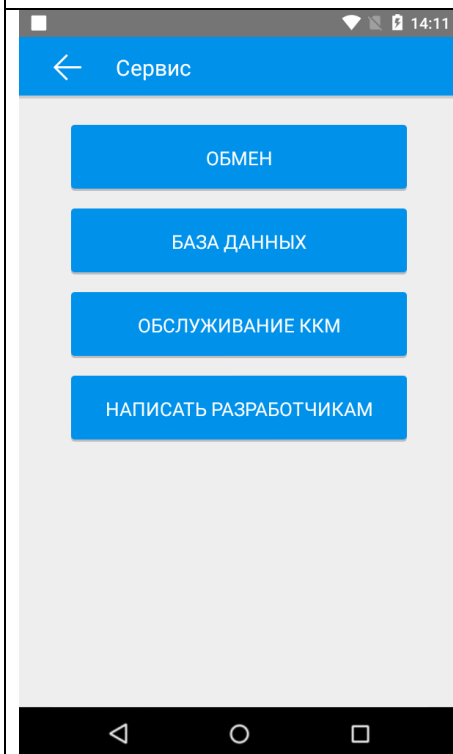 14:11
Сервис
ОБМЕН
БАЗА ДАННЫХ
ОБСЛУЖИВАНИЕ ККМ
НАПИСАТЬ РАЗРАБОТЧИКАМ